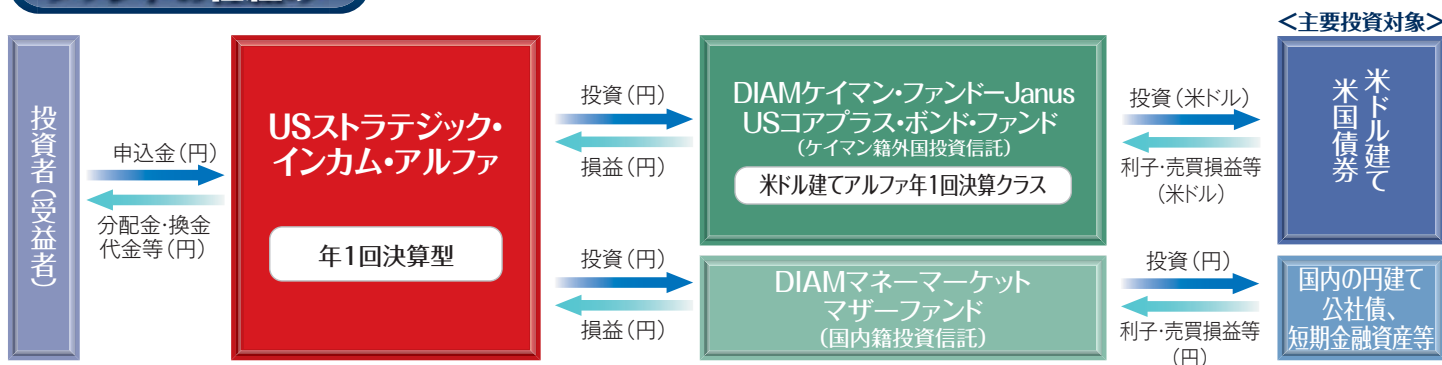 <主要投資対象>
投資者(受益者)
申込金(円)
分配金・換金
代金等(円)
USストラテジック・
インカム・アルファ
年1回決算型
投資(円)
損益(円)
DIAMケイマン・ファンドーJanus
USコアプラス・ボンド・ファンド
(ケイマン籍外国投資信託)
米ドル建てアルファ年1回決算クラス
投資(米ドル)
利子・売買損益等
(米ドル)
米ドル建て
米国債券
投資(円)
損益(円)
DIAMマネーマーケット
マザーファンド
(国内籍投資信託)
投資(円)
利子・売買損益等
(円)
国内の円建て
公社債、
短期金融資産等